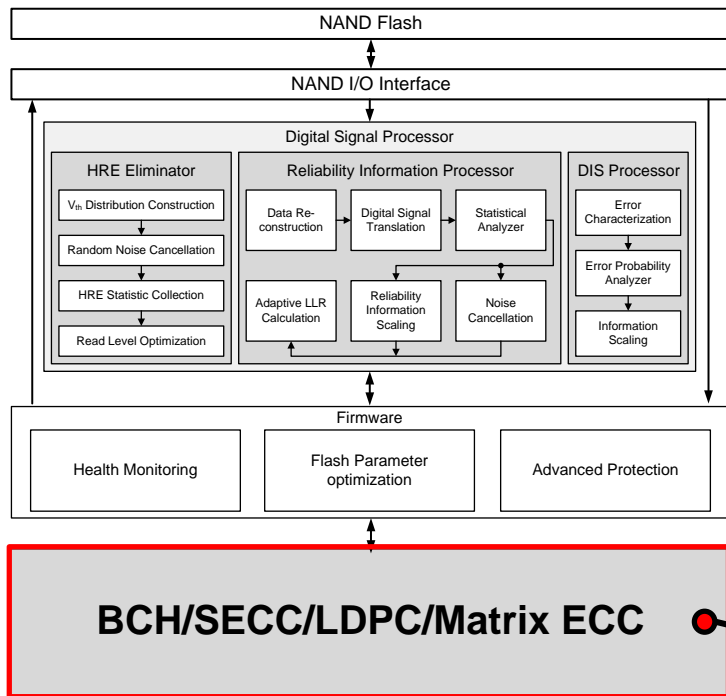 NAND Flash
NAND I/O Interface
Digital Signal Processor
HRE Eliminator
Vth Distribution Construction
Random Noise Cancellation
HRE Statistic Collection
Read Level Optimization
Reliability Information Processor
Data Re-
construction
Digital Signal
Translation
Statistical
Analyzer
Adaptive LLR
Calculation
Reliability
Information
Scaling
Noise
Cancellation
DIS Processor
Error
Characterization
Error Probability
Analyzer
Information
Scaling
Firmware
Health Monitoring
Flash Parameter
optimization
Advanced Protection
BCH/SECC/LDPC/Matrix ECC